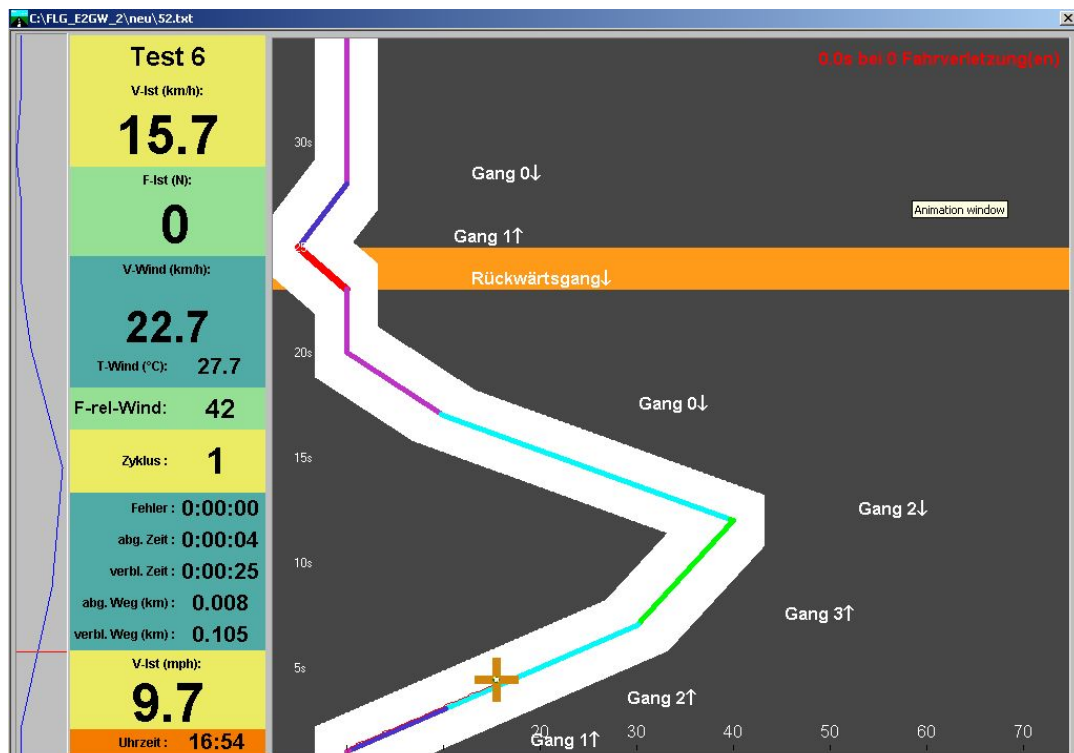 C:\FLG_E2GW_2\neu\52.txt
Test 6
V-Ist (km/h):
15.7
F-Ist (N):
0
V-Wind (km/h):
22.7
T-Wind (°C): 27.7
F-rel-Wind: 42
Zyklus : 1
Fehler : 0:00:00
abg. Zeit : 0:00:04
verbl. Zeit : 0:00:25
abg. Weg (km) : 0.008
verbl. Weg (km) : 0.105
V-Ist (mph):
9.7
Uhrzeit : 16:54
0.0s bei 0 Fahrverletzung(en)
30s
Gang 0↓
Animation window
Gang 1↑
Rückwärtsgang↓
20s
Gang 0↓
15s
Gang 2↓
10s
Gang 3↑
5s
Gang 2↑
20 30 40 50 60 70
Gang 1↑